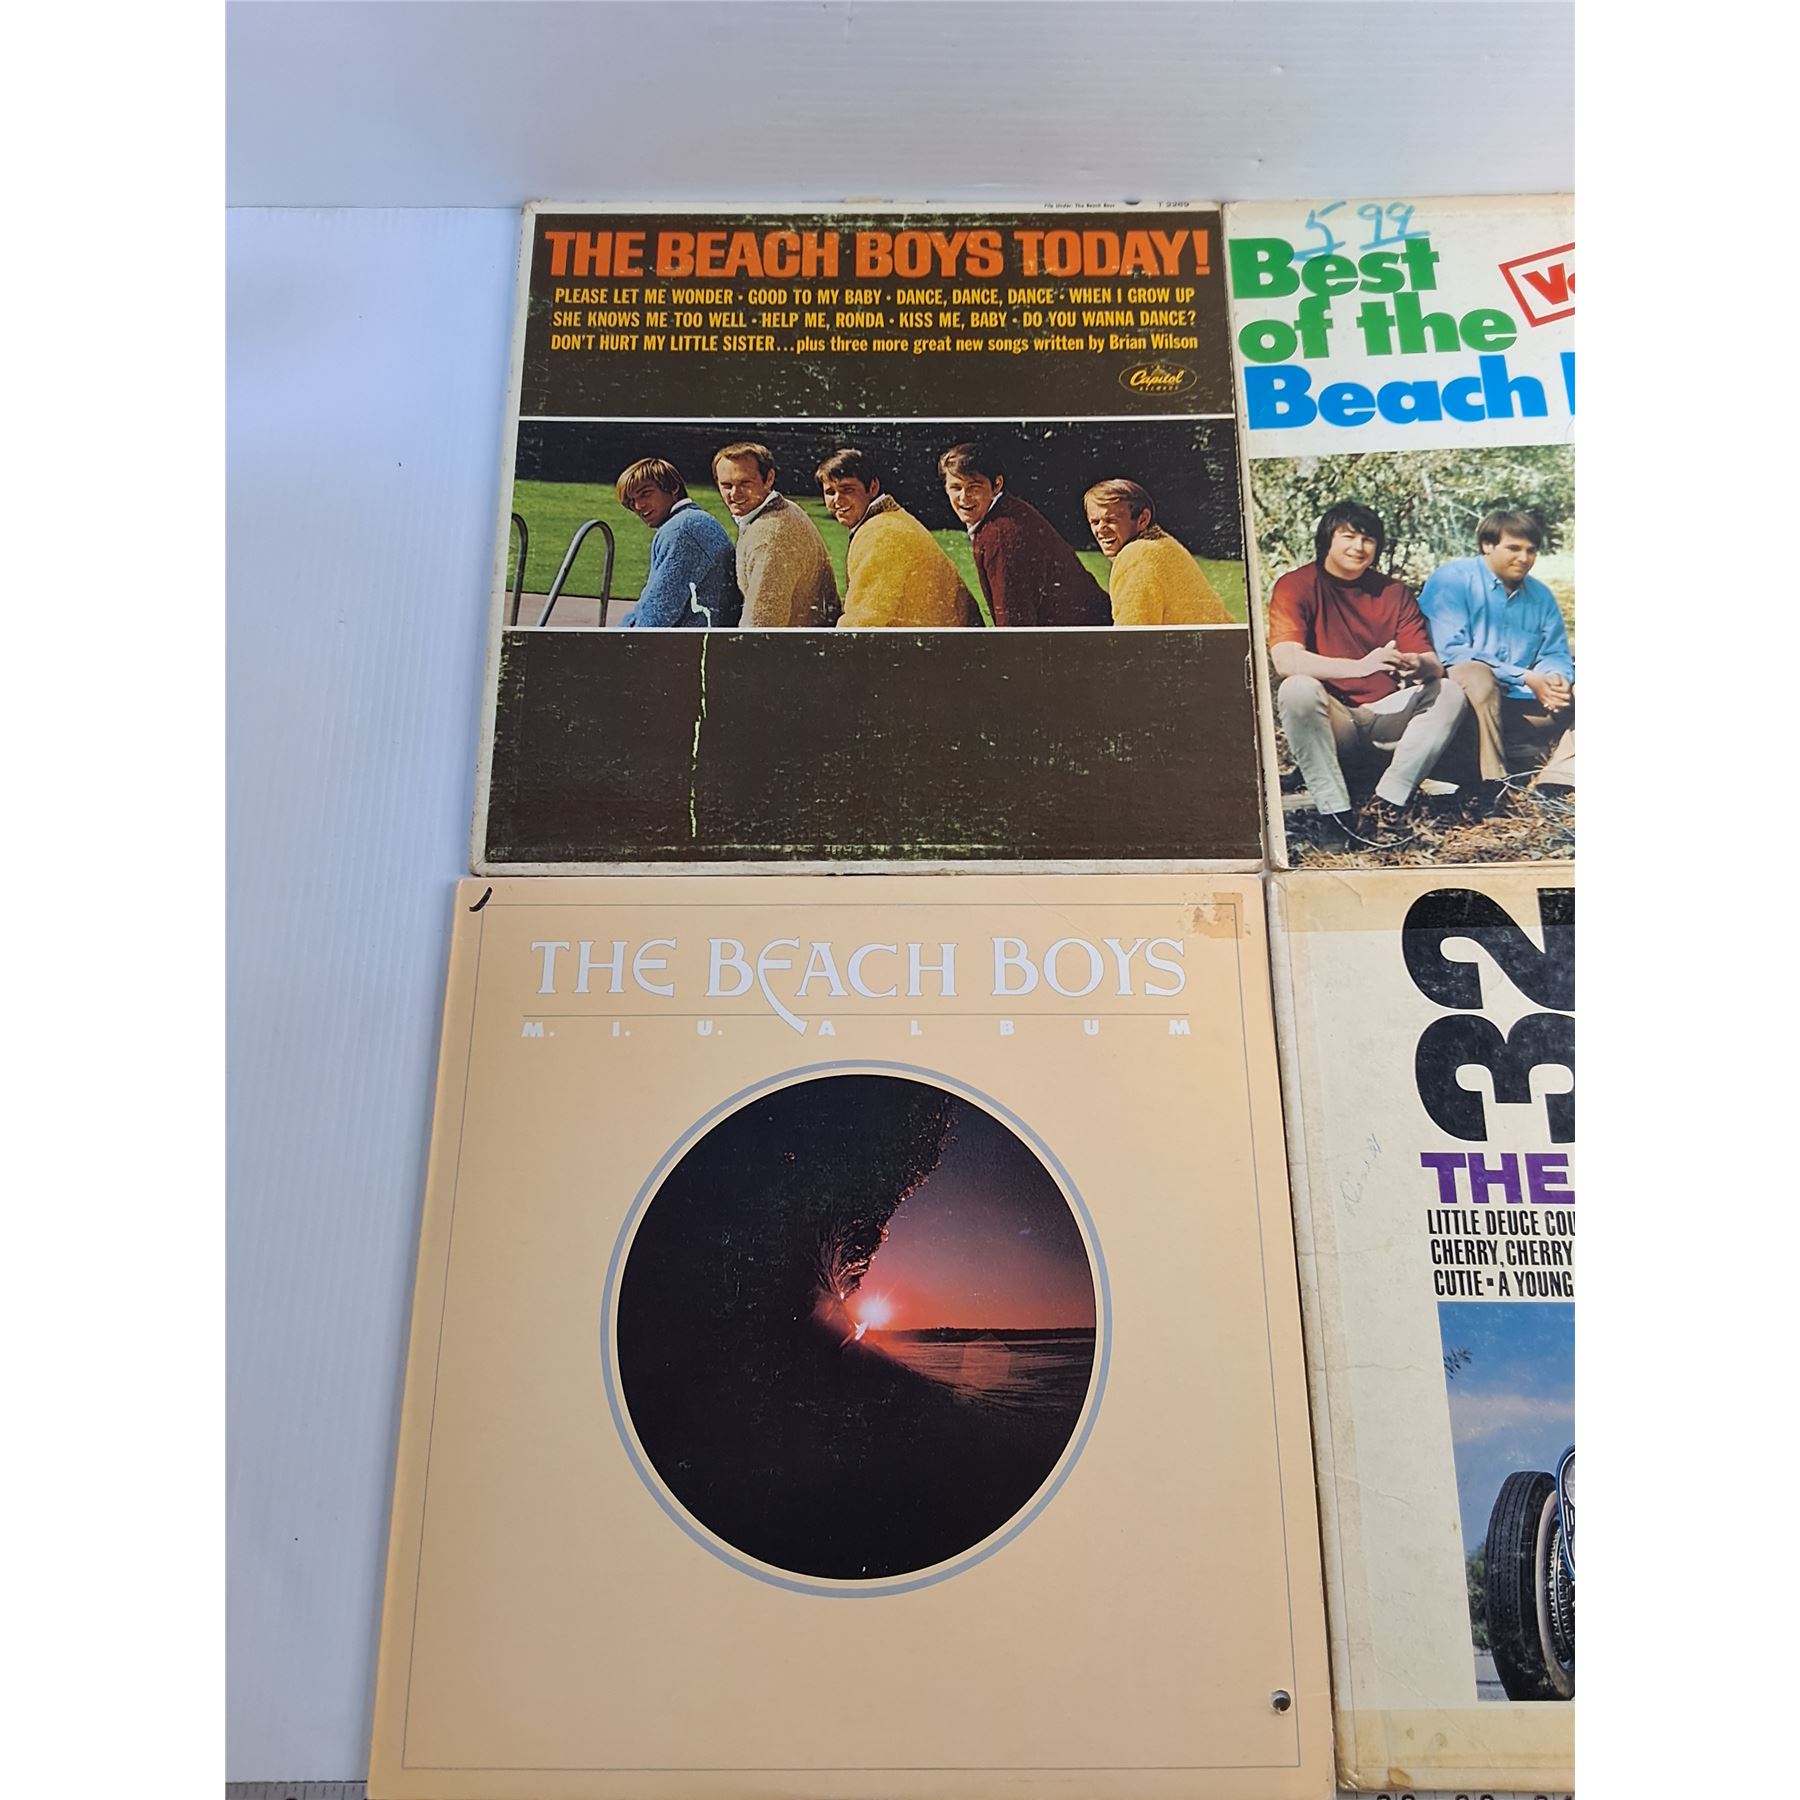 File Under: The Beach Boys T 2269
THE BEACH BOYS TODAY!
PLEASE LET ME WONDER • GOOD TO MY BABY • DANCE, DANCE, DANCE • WHEN I GROW UP
SHE KNOWS ME TOO WELL • HELP ME, RONDA • KISS ME, BABY • DO YOU WANNA DANCE?
DON'T HURT MY LITTLE SISTER...plus three more great new songs written by Brian Wilson
Capitol
RECORDS
5 99
Best
of the
Beach
Vo
THE BEACH BOYS
M.I.U. ALBUM
32
THE
LITTLE DEUCE COU
CHERRY, CHERRY
CUTIE ▪ A YOUNG